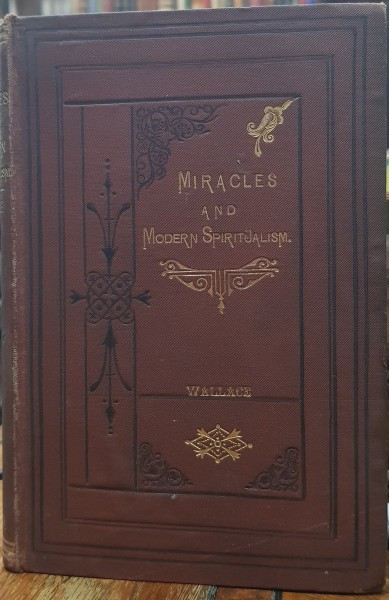 MIRACLES
AND
MODERN SPIRITUALISM.
WALLACE